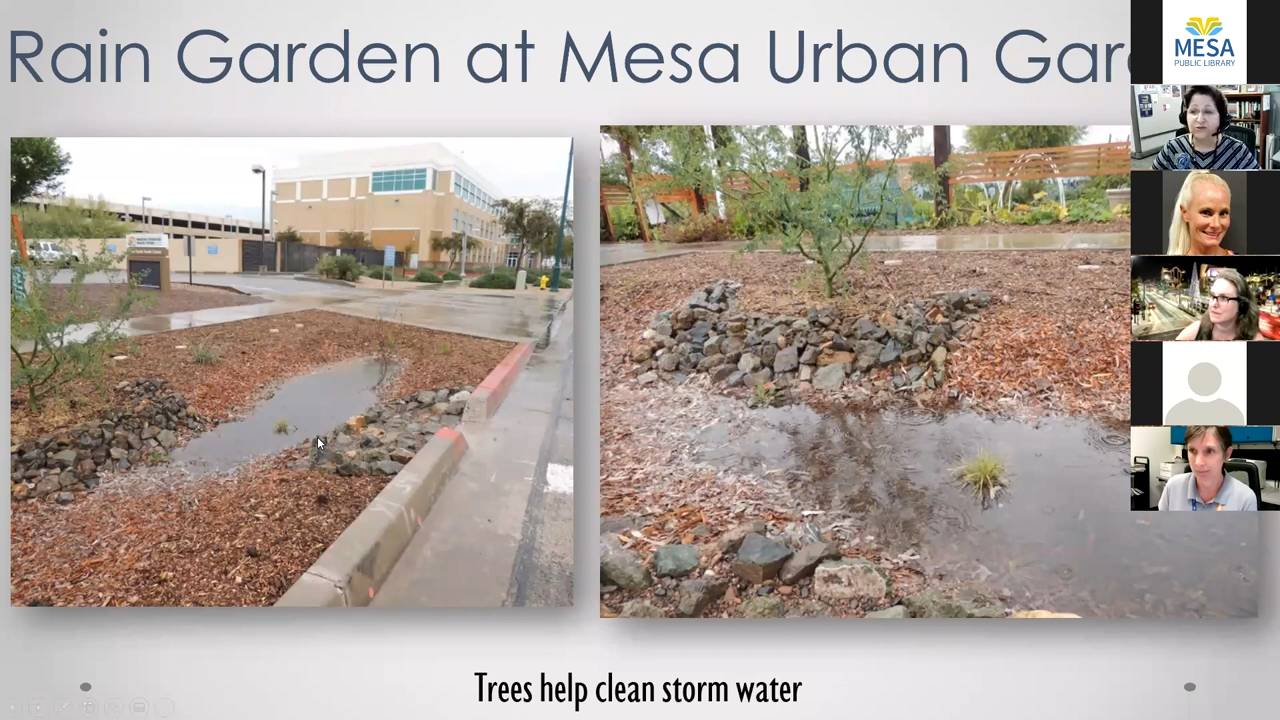 Rain Garden at Mesa Urban Gar
MESA
PUBLIC LIBRARY
Trees help clean storm water